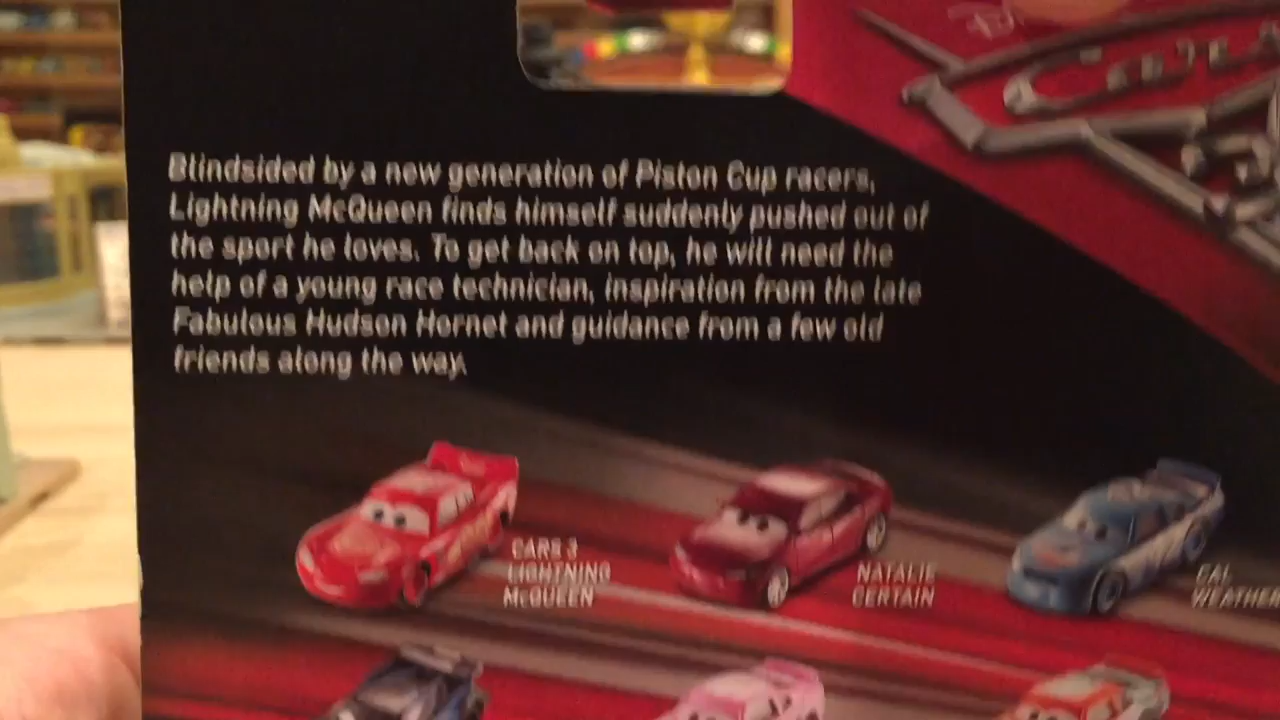 Cars
Blindsided by a new generation of Piston Cup racers,
Lightning McQueen finds himself suddenly pushed out of
the sport he loves. To get back on top, he will need the
help of a young race technician, inspiration from the late
Fabulous Hudson Hornet and guidance from a few old
friends along the way.
CARS 3
LIGHTNING
McQUEEN
NATALIE
CERTAIN
CAL
WEATHER